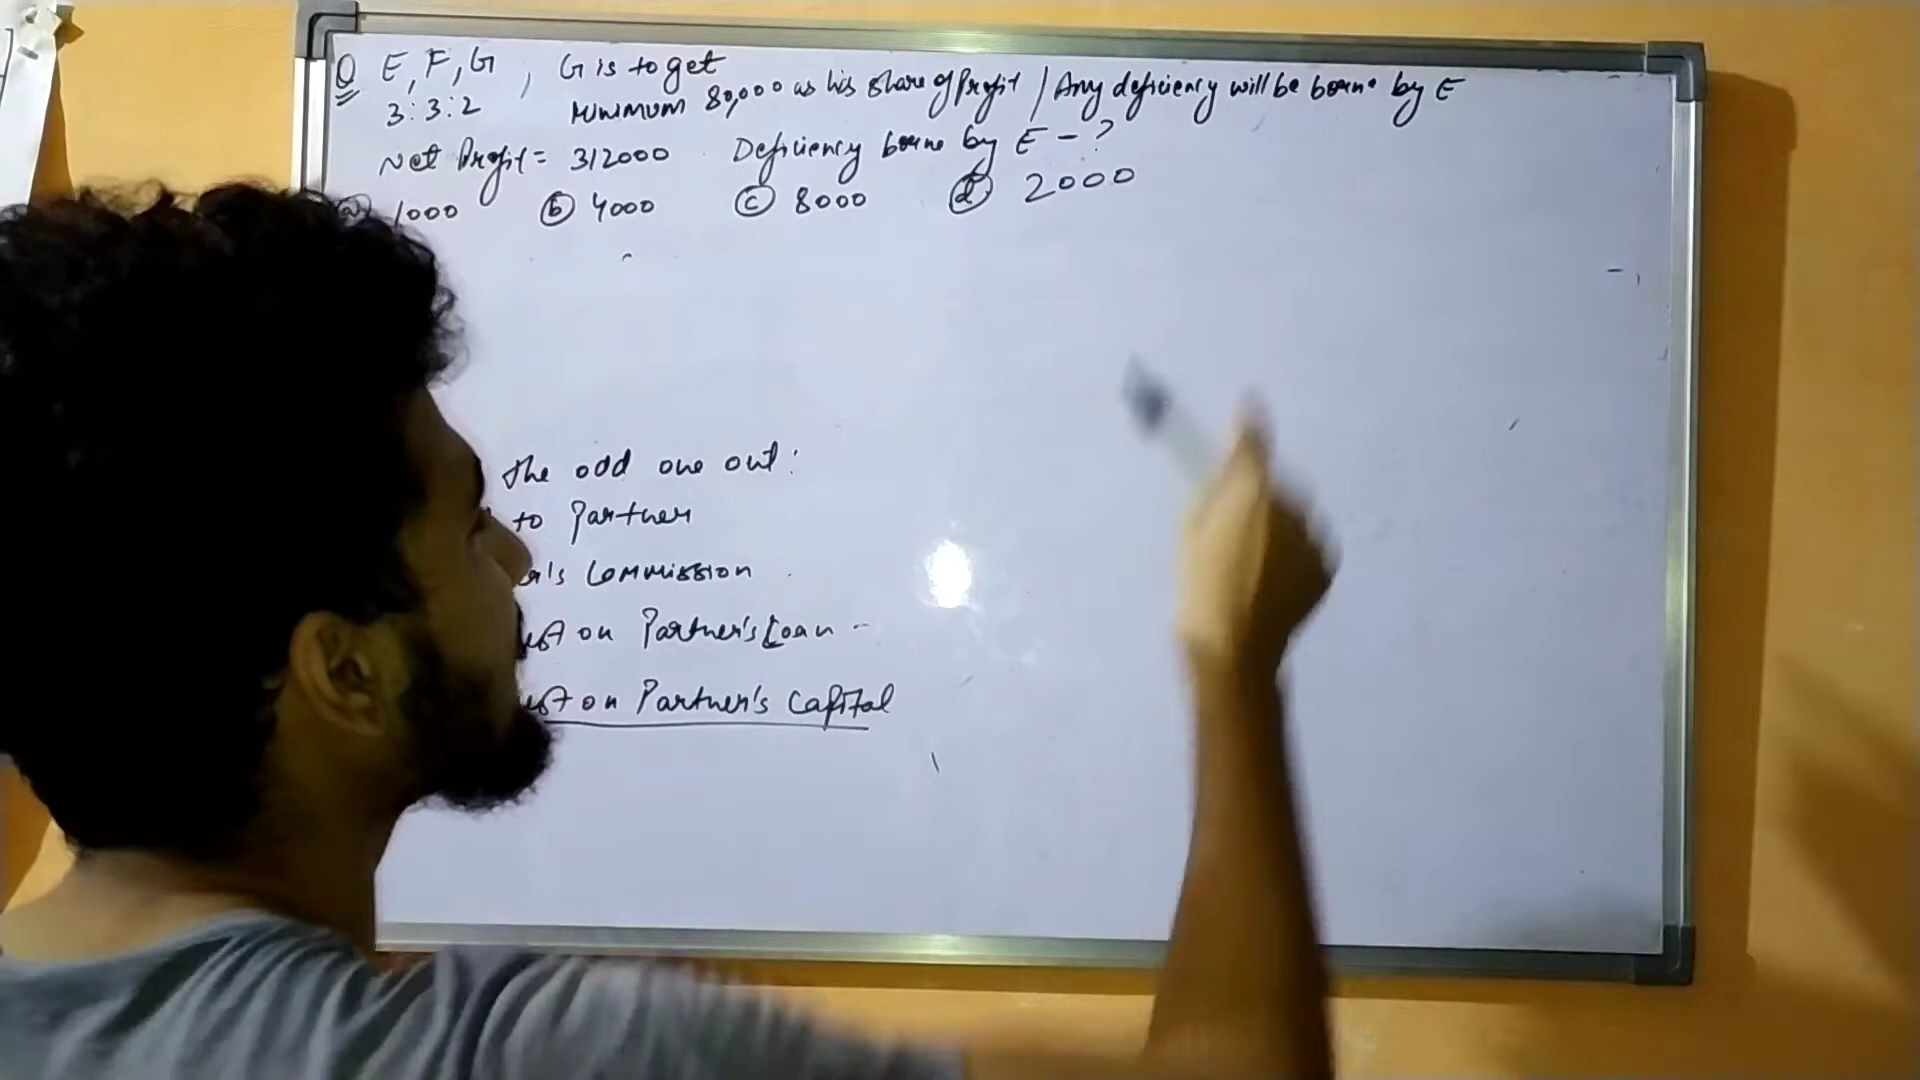 Q E, F, G , G is to get
3:3:2 Minimum 80,000 as his share of Profit / Any deficiency will be borne by E
Net Profit = 312000 Deficiency borne by E - ?
(a) 1000 (b) 4000 (c) 8000 (d) 2000
the odd one out:
to Partner
Commission
on Partner's Loan
on Partner's Capital